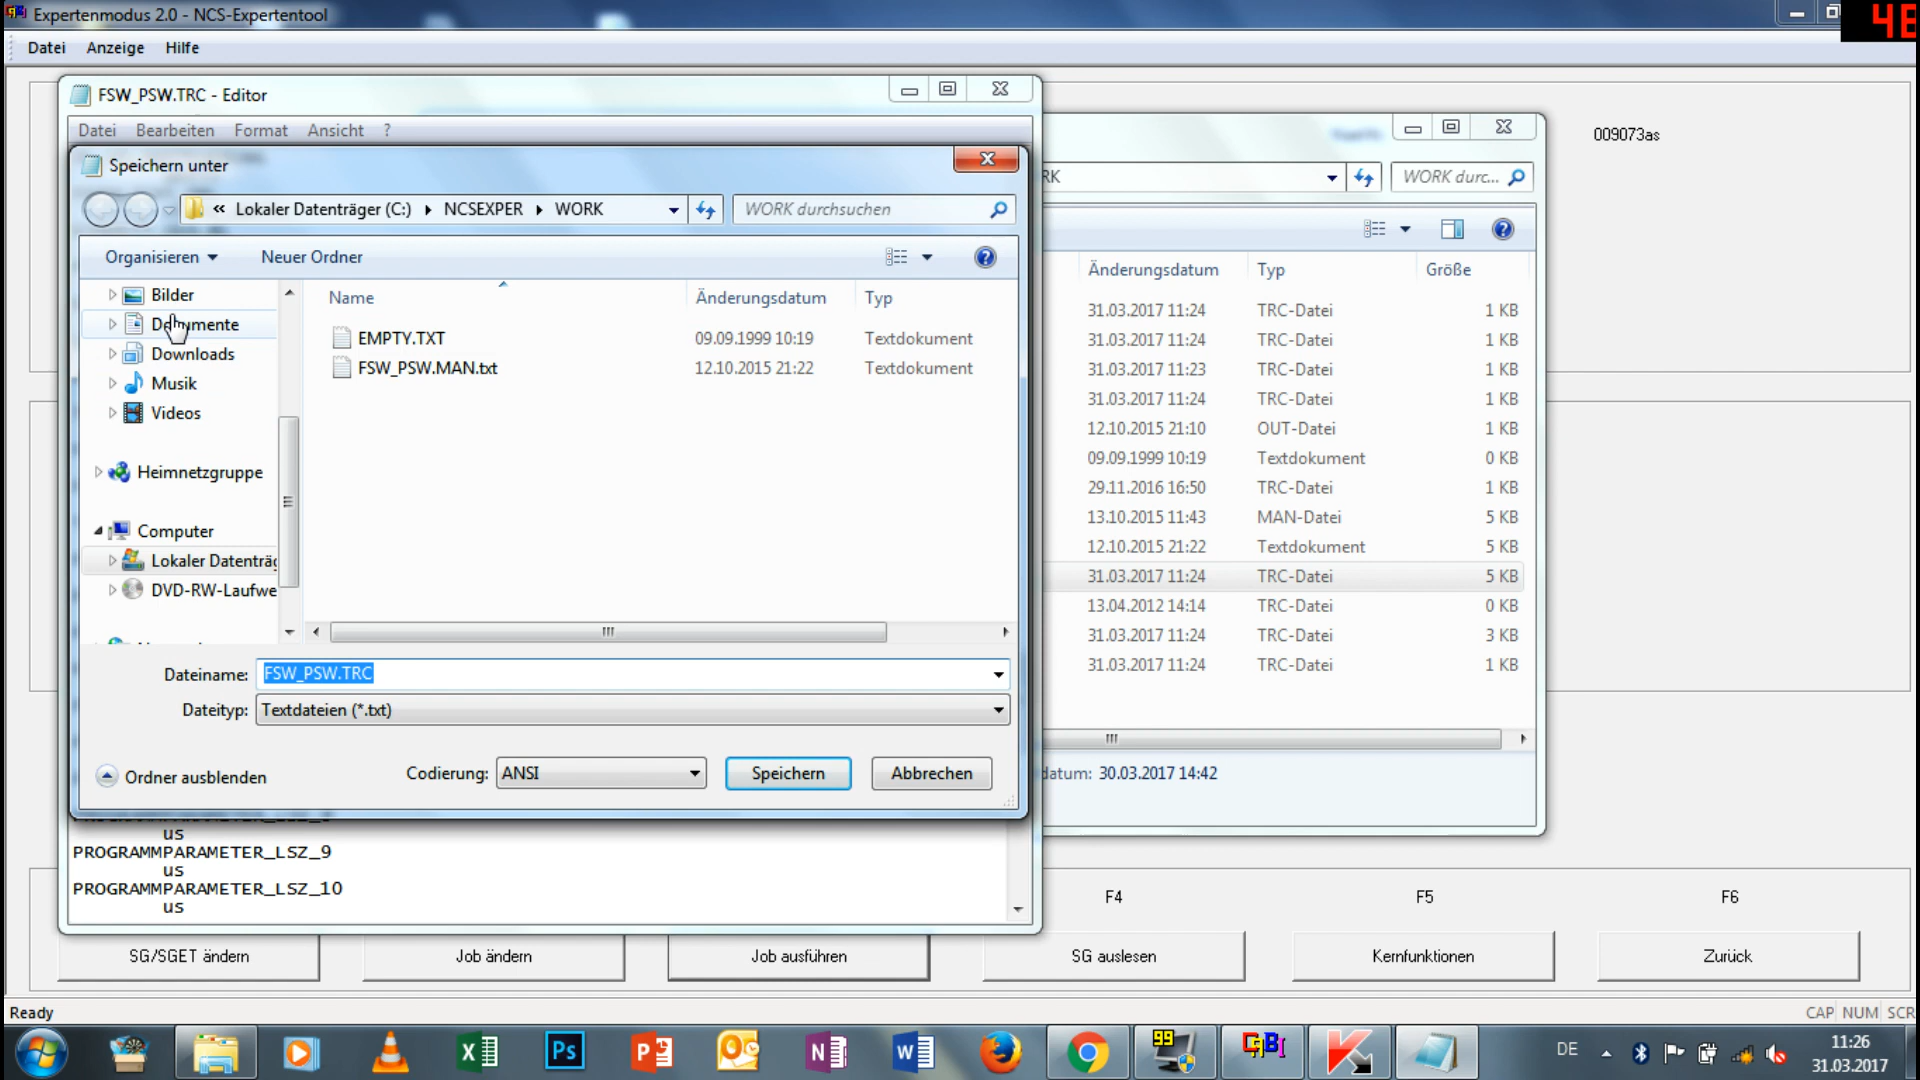 Expertenmodus 2.0 - NCS-Expertentool
Datei Anzeige Hilfe
FSW_PSW.TRC - Editor
Datei Bearbeiten Format Ansicht ?
009073as
Speichern unter
« Lokaler Datenträger (C:) NCSEXPER WORK
WORK durchsuchen
RK
WORK durc...
Organisieren
Neuer Ordner
Bilder
Dokumente
Downloads
Musik
Videos
Heimnetzgruppe
Computer
Lokaler Datenträg
DVD-RW-Laufwe
Name Änderungsdatum Typ
EMPTY.TXT 09.09.1999 10:19 Textdokument
FSW_PSW.MAN.txt 12.10.2015 21:22 Textdokument
Änderungsdatum Typ Größe
31.03.2017 11:24 TRC-Datei 1 KB
31.03.2017 11:24 TRC-Datei 1 KB
31.03.2017 11:23 TRC-Datei 1 KB
31.03.2017 11:24 TRC-Datei 1 KB
12.10.2015 21:10 OUT-Datei 1 KB
09.09.1999 10:19 Textdokument 0 KB
29.11.2016 16:50 TRC-Datei 1 KB
13.10.2015 11:43 MAN-Datei 5 KB
12.10.2015 21:22 Textdokument 5 KB
31.03.2017 11:24 TRC-Datei 5 KB
13.04.2012 14:14 TRC-Datei 0 KB
31.03.2017 11:24 TRC-Datei 3 KB
31.03.2017 11:24 TRC-Datei 1 KB
datum: 30.03.2017 14:42
Dateiname: FSW_PSW.TRC
Dateityp: Textdateien (*.txt)
Ordner ausblenden
Codierung: ANSI
Speichern
Abbrechen
us
PROGRAMMPARAMETER_LSZ_9
us
PROGRAMMPARAMETER_LSZ_10
us
F4 F5 F6
SG/SGET ändern
Job ändern
Job ausführen
SG auslesen
Kernfunktionen
Zurück
Ready
CAP NUM SCR
DE
11:26
31.03.2017